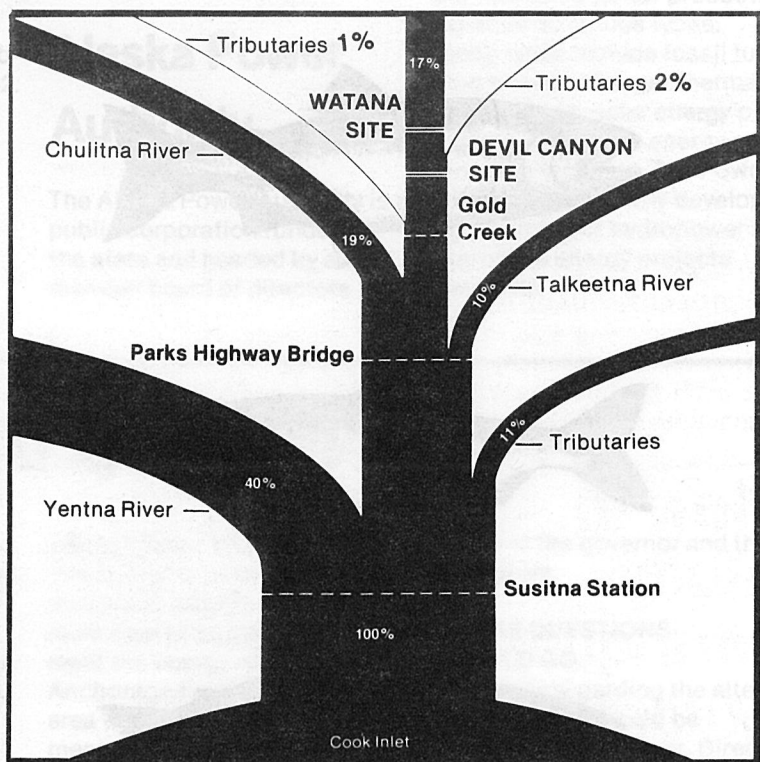 Tributaries 1%
17%
Tributaries 2%
WATANA
SITE
Chulitna River
DEVIL CANYON
SITE
Gold
Creek
19%
10%
Talkeetna River
Parks Highway Bridge
11%
Tributaries
40%
Yentna River
Susitna Station
100%
Cook Inlet